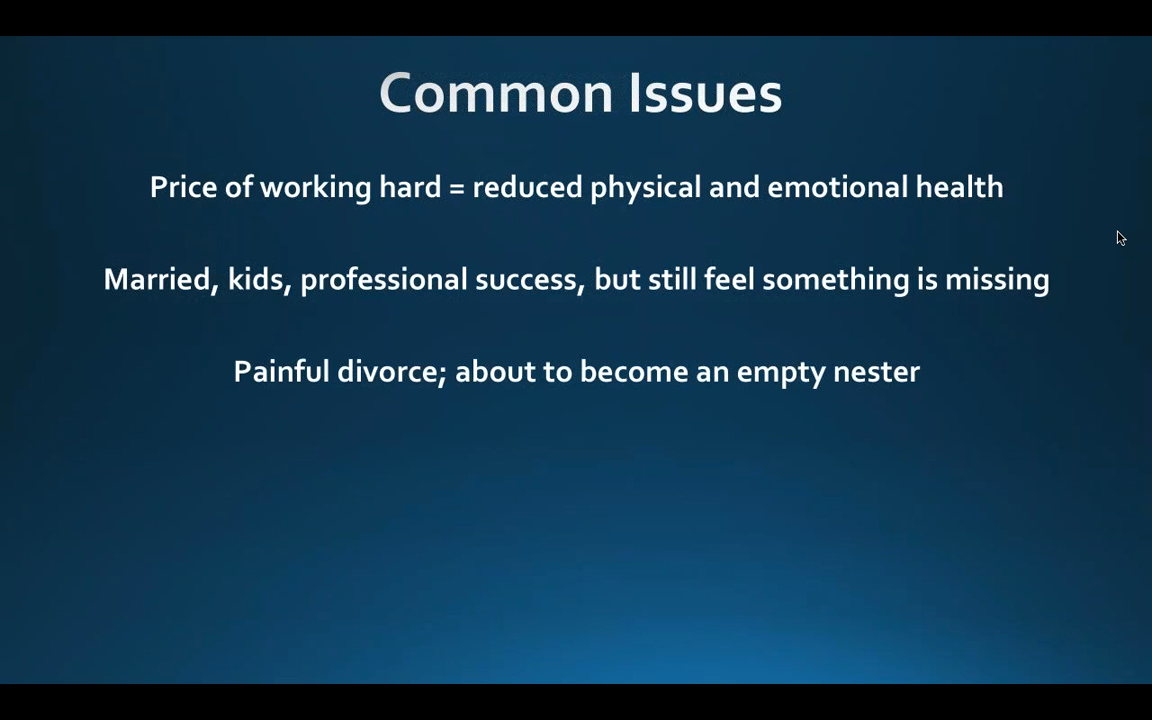 Common Issues
Price of working hard = reduced physical and emotional health
Married, kids, professional success, but still feel something is missing
Painful divorce; about to become an empty nester